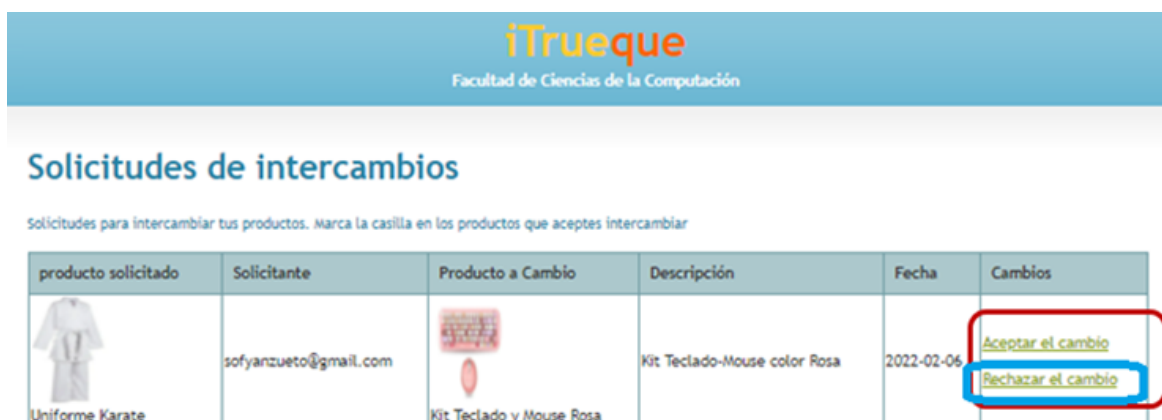 iTrueque
Facultad de Ciencias de la Computación
Solicitudes de intercambios
Solicitudes para intercambiar tus productos. Marca la casilla en los productos que aceptes intercambiar
producto solicitado Solicitante Producto a Cambio Descripción Fecha Cambios
sofyanzueto@gmail.com Kit Teclado-Mouse color Rosa 2022-02-06
Aceptar el cambio
Rechazar el cambio
Uniforme Karate Kit Teclado y Mouse Rosa